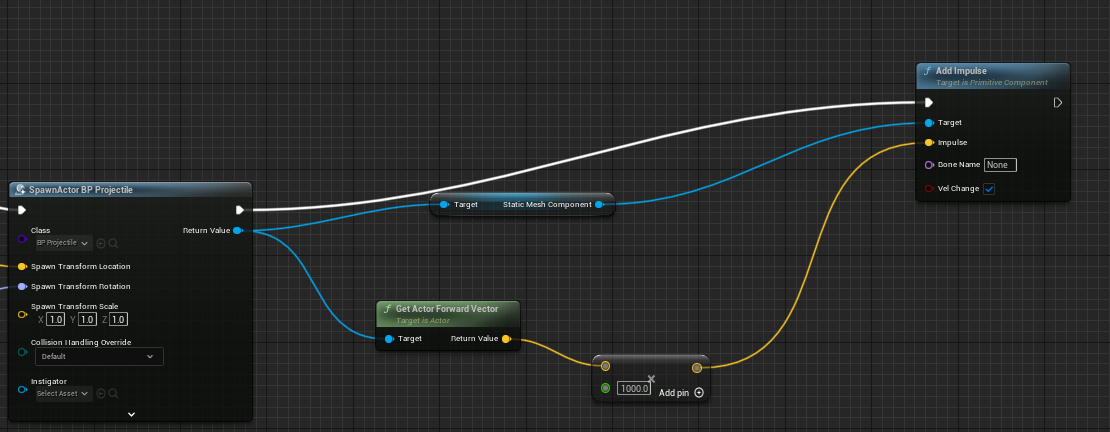 f Add Impulse
Target is Primitive Component
Target
Impulse
Bone Name None
Vel Change
SpawnActor BP Projectile
Class
BP Projectile
Return Value
Spawn Transform Location
Spawn Transform Rotation
Spawn Transform Scale
X 1.0 Y 1.0 Z 1.0
Collision Handling Override
Default
Instigator
Select Asset
Target Static Mesh Component
f Get Actor Forward Vector
Target is Actor
Target Return Value
1000.0
Add pin